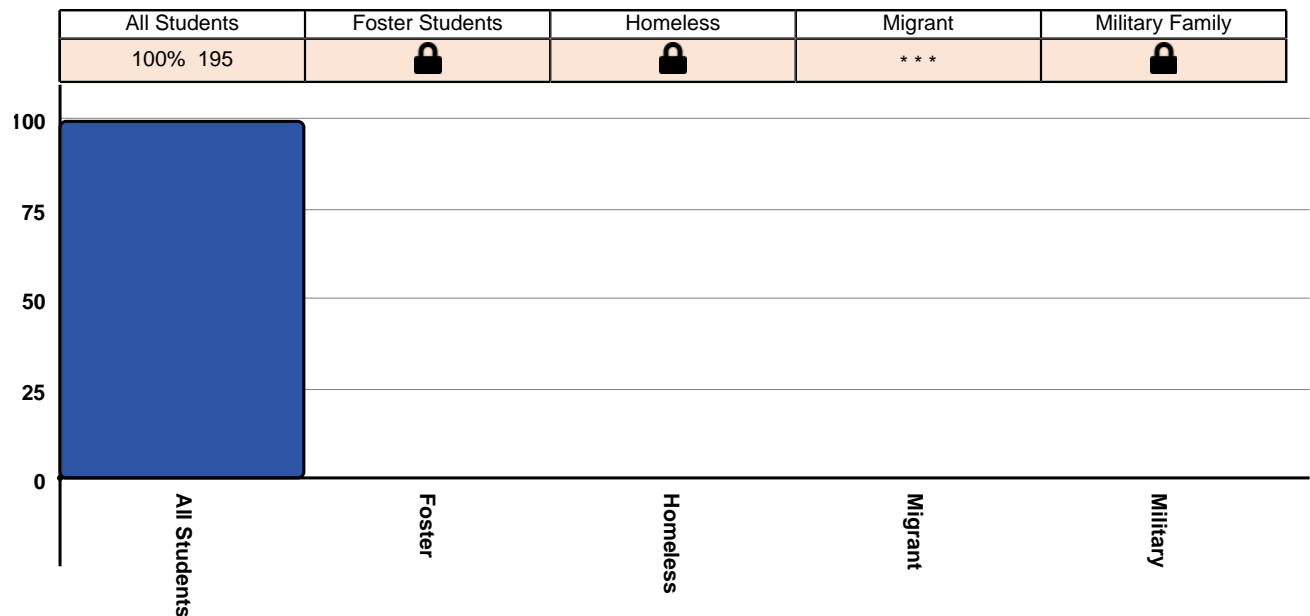 All Students Foster Students Homeless Migrant Military Family
100% 195 * * *
100
75
50
25
0
All Students Foster Homeless Migrant Military